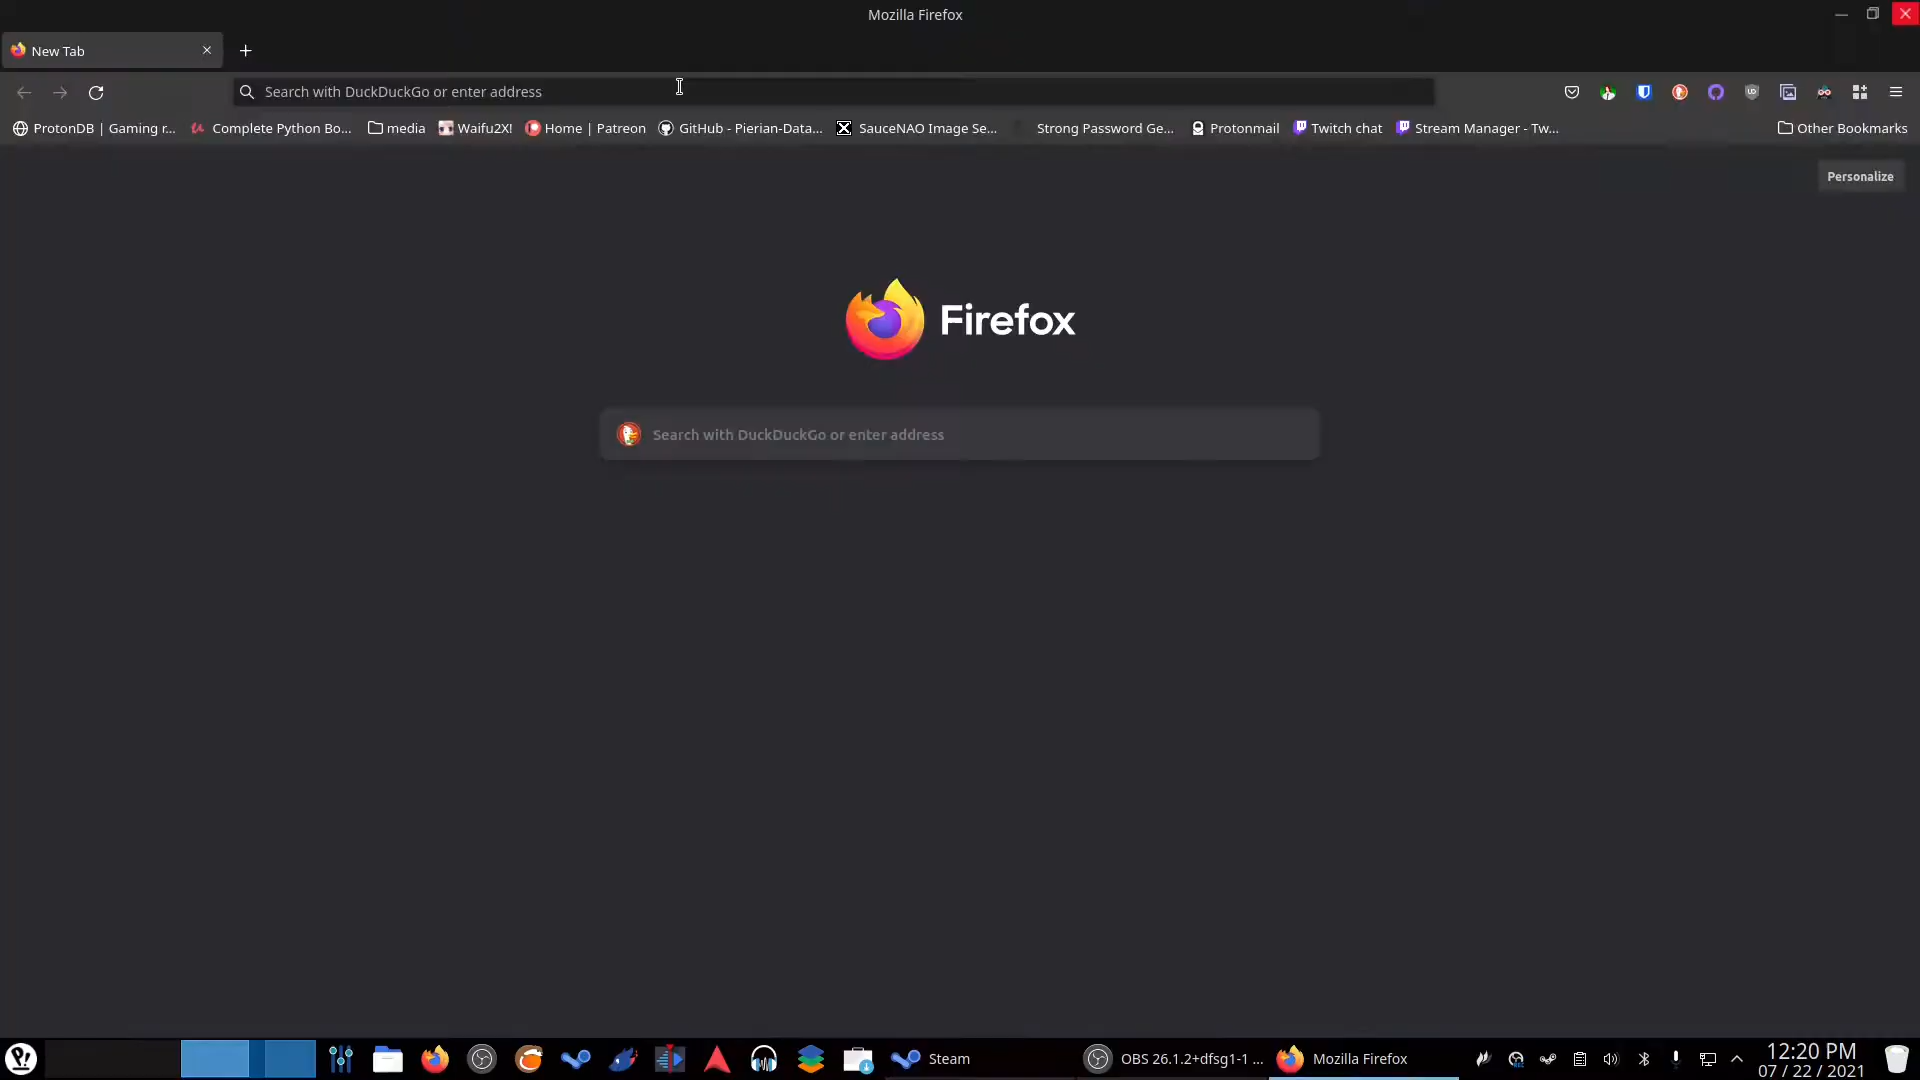 Mozilla Firefox
New Tab
Search with DuckDuckGo or enter address
ProtonDB | Gaming r...
Complete Python Bo...
media
Waifu2X!
Home | Patreon
GitHub - Pierian-Data...
SauceNAO Image Se...
Strong Password Ge...
Protonmail
Twitch chat
Stream Manager - Tw...
Other Bookmarks
Personalize
Firefox
Search with DuckDuckGo or enter address
Steam
OBS 26.1.2+dfsg1-1 ...
Mozilla Firefox
12:20 PM
07 / 22 / 2021